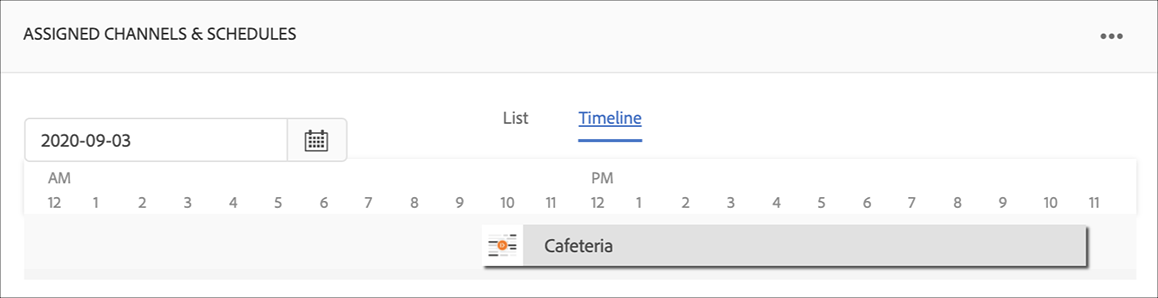 ASSIGNED CHANNELS & SCHEDULES
List Timeline
2020-09-03
AM PM
12 1 2 3 4 5 6 7 8 9 10 11 12 1 2 3 4 5 6 7 8 9 10 11
Cafeteria